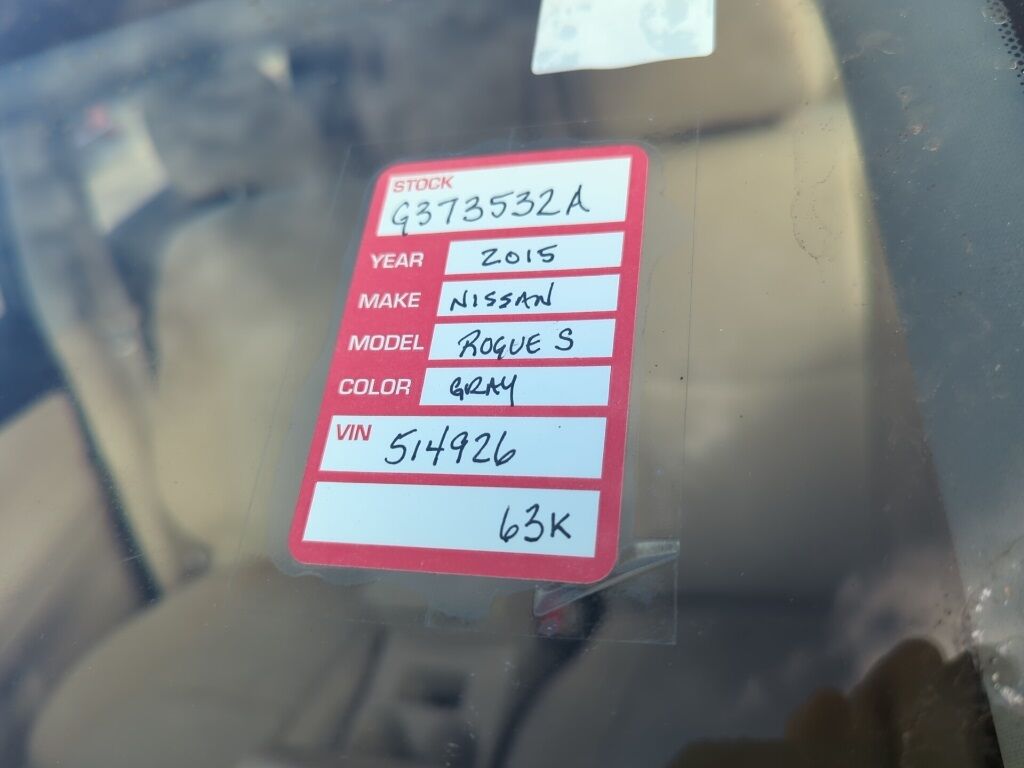 STOCK
G373532A
YEAR 2015
MAKE NISSAN
MODEL ROGUE S
COLOR GRAY
VIN 514926
63K